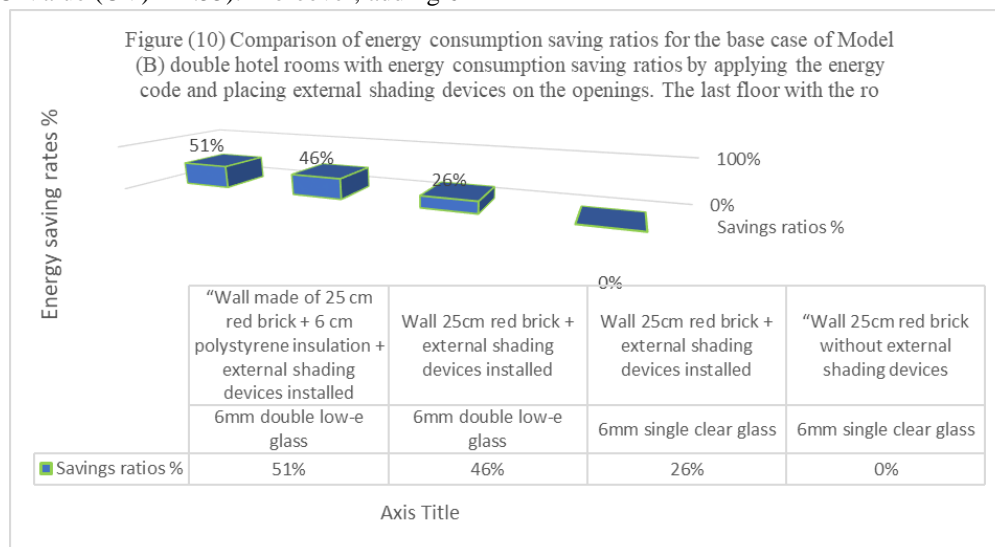 Figure (10) Comparison of energy consumption saving ratios for the base case of Model
(B) double hotel rooms with energy consumption saving ratios by applying the energy
code and placing external shading devices on the openings. The last floor with the ro
51%
46%
26%
0%
100%
0%
Savings ratios %
Energy saving rates %
“Wall made of 25 cm
red brick + 6 cm
polystyrene insulation +
external shading
devices installed
Wall 25cm red brick +
external shading
devices installed
Wall 25cm red brick +
external shading
devices installed
“Wall 25cm red brick
without external
shading devices
6mm double low-e
glass
6mm double low-e
glass
6mm single clear glass
6mm single clear glass
Savings ratios %
51%
46%
26%
0%
Axis Title